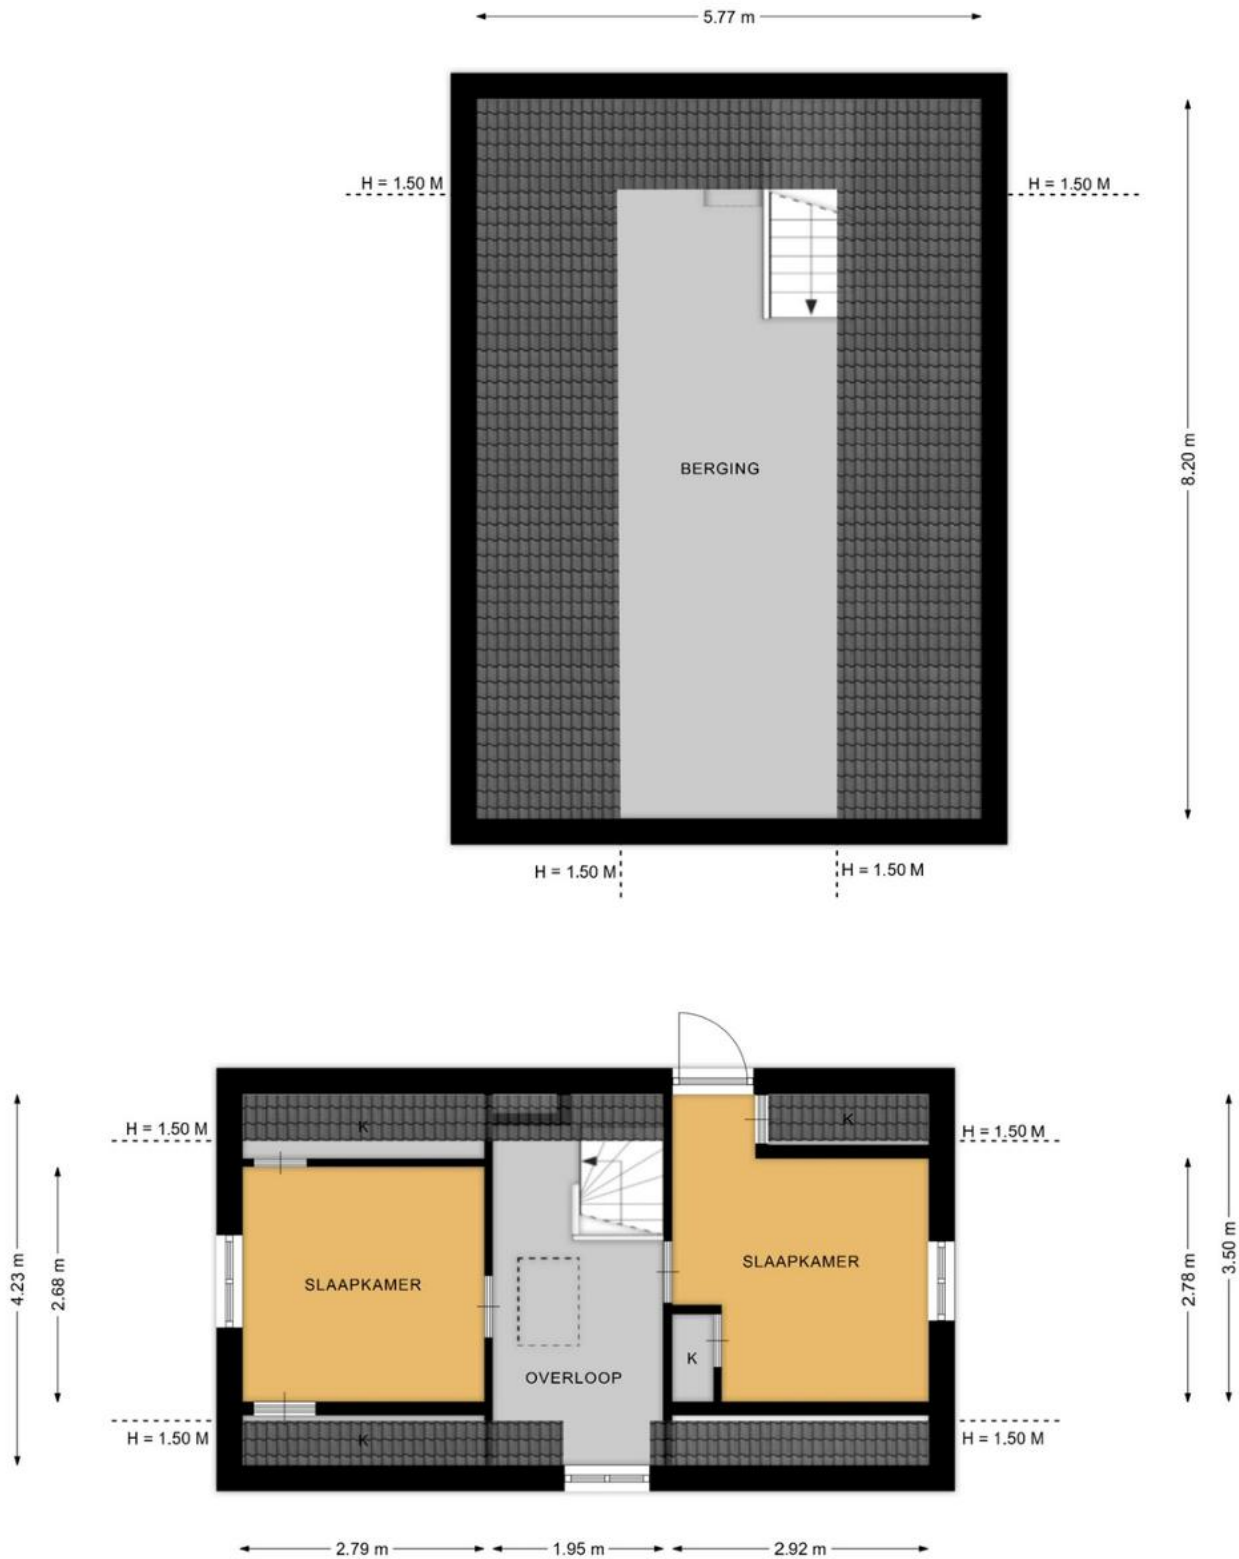 5.77 m
H = 1.50 M
H = 1.50 M
8.20 m
BERGING
H = 1.50 M
H = 1.50 M
K
K
H = 1.50 M
H = 1.50 M
4.23 m
2.68 m
SLAAPKAMER
SLAAPKAMER
2.78 m
3.50 m
K
OVERLOOP
H = 1.50 M
K
H = 1.50 M
2.79 m
1.95 m
2.92 m